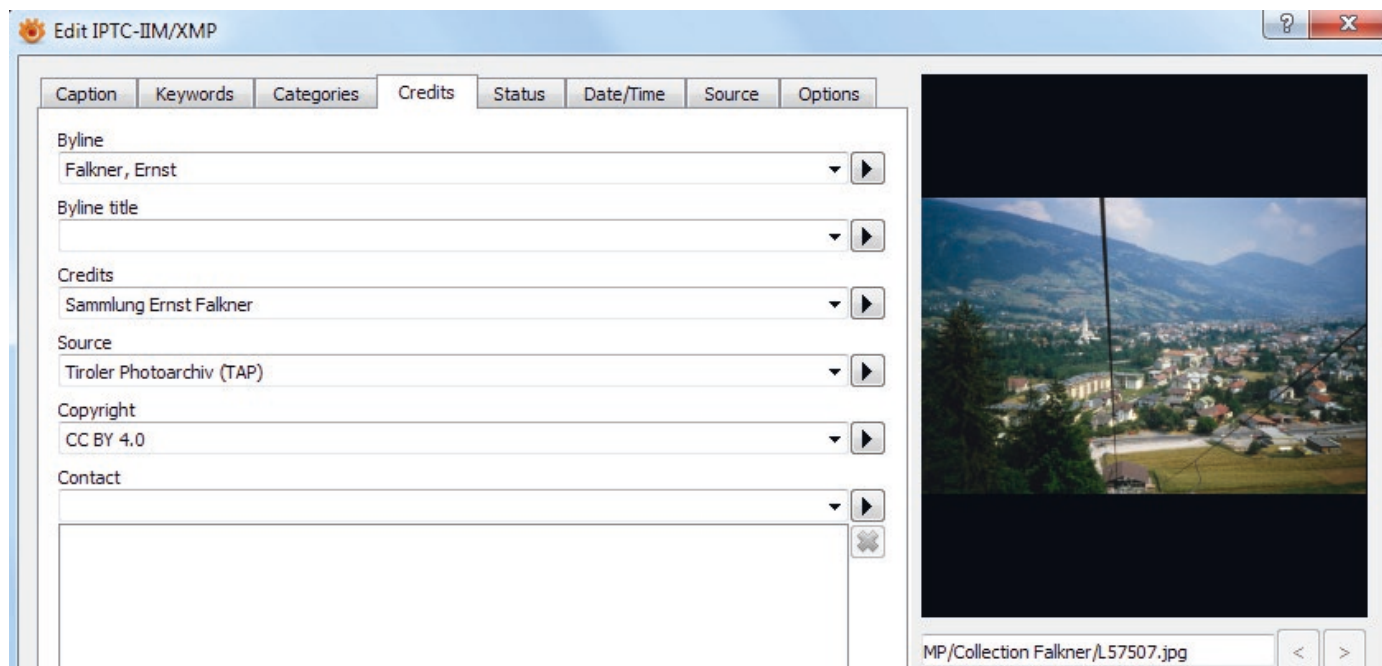 Edit IPTC-IIM/XMP
?
X
Caption Keywords Categories Credits Status Date/Time Source Options
Byline
Falkner, Ernst
Byline title
Credits
Sammlung Ernst Falkner
Source
Tiroler Photoarchiv (TAP)
Copyright
CC BY 4.0
Contact
MP/Collection Falkner/L57507.jpg < >